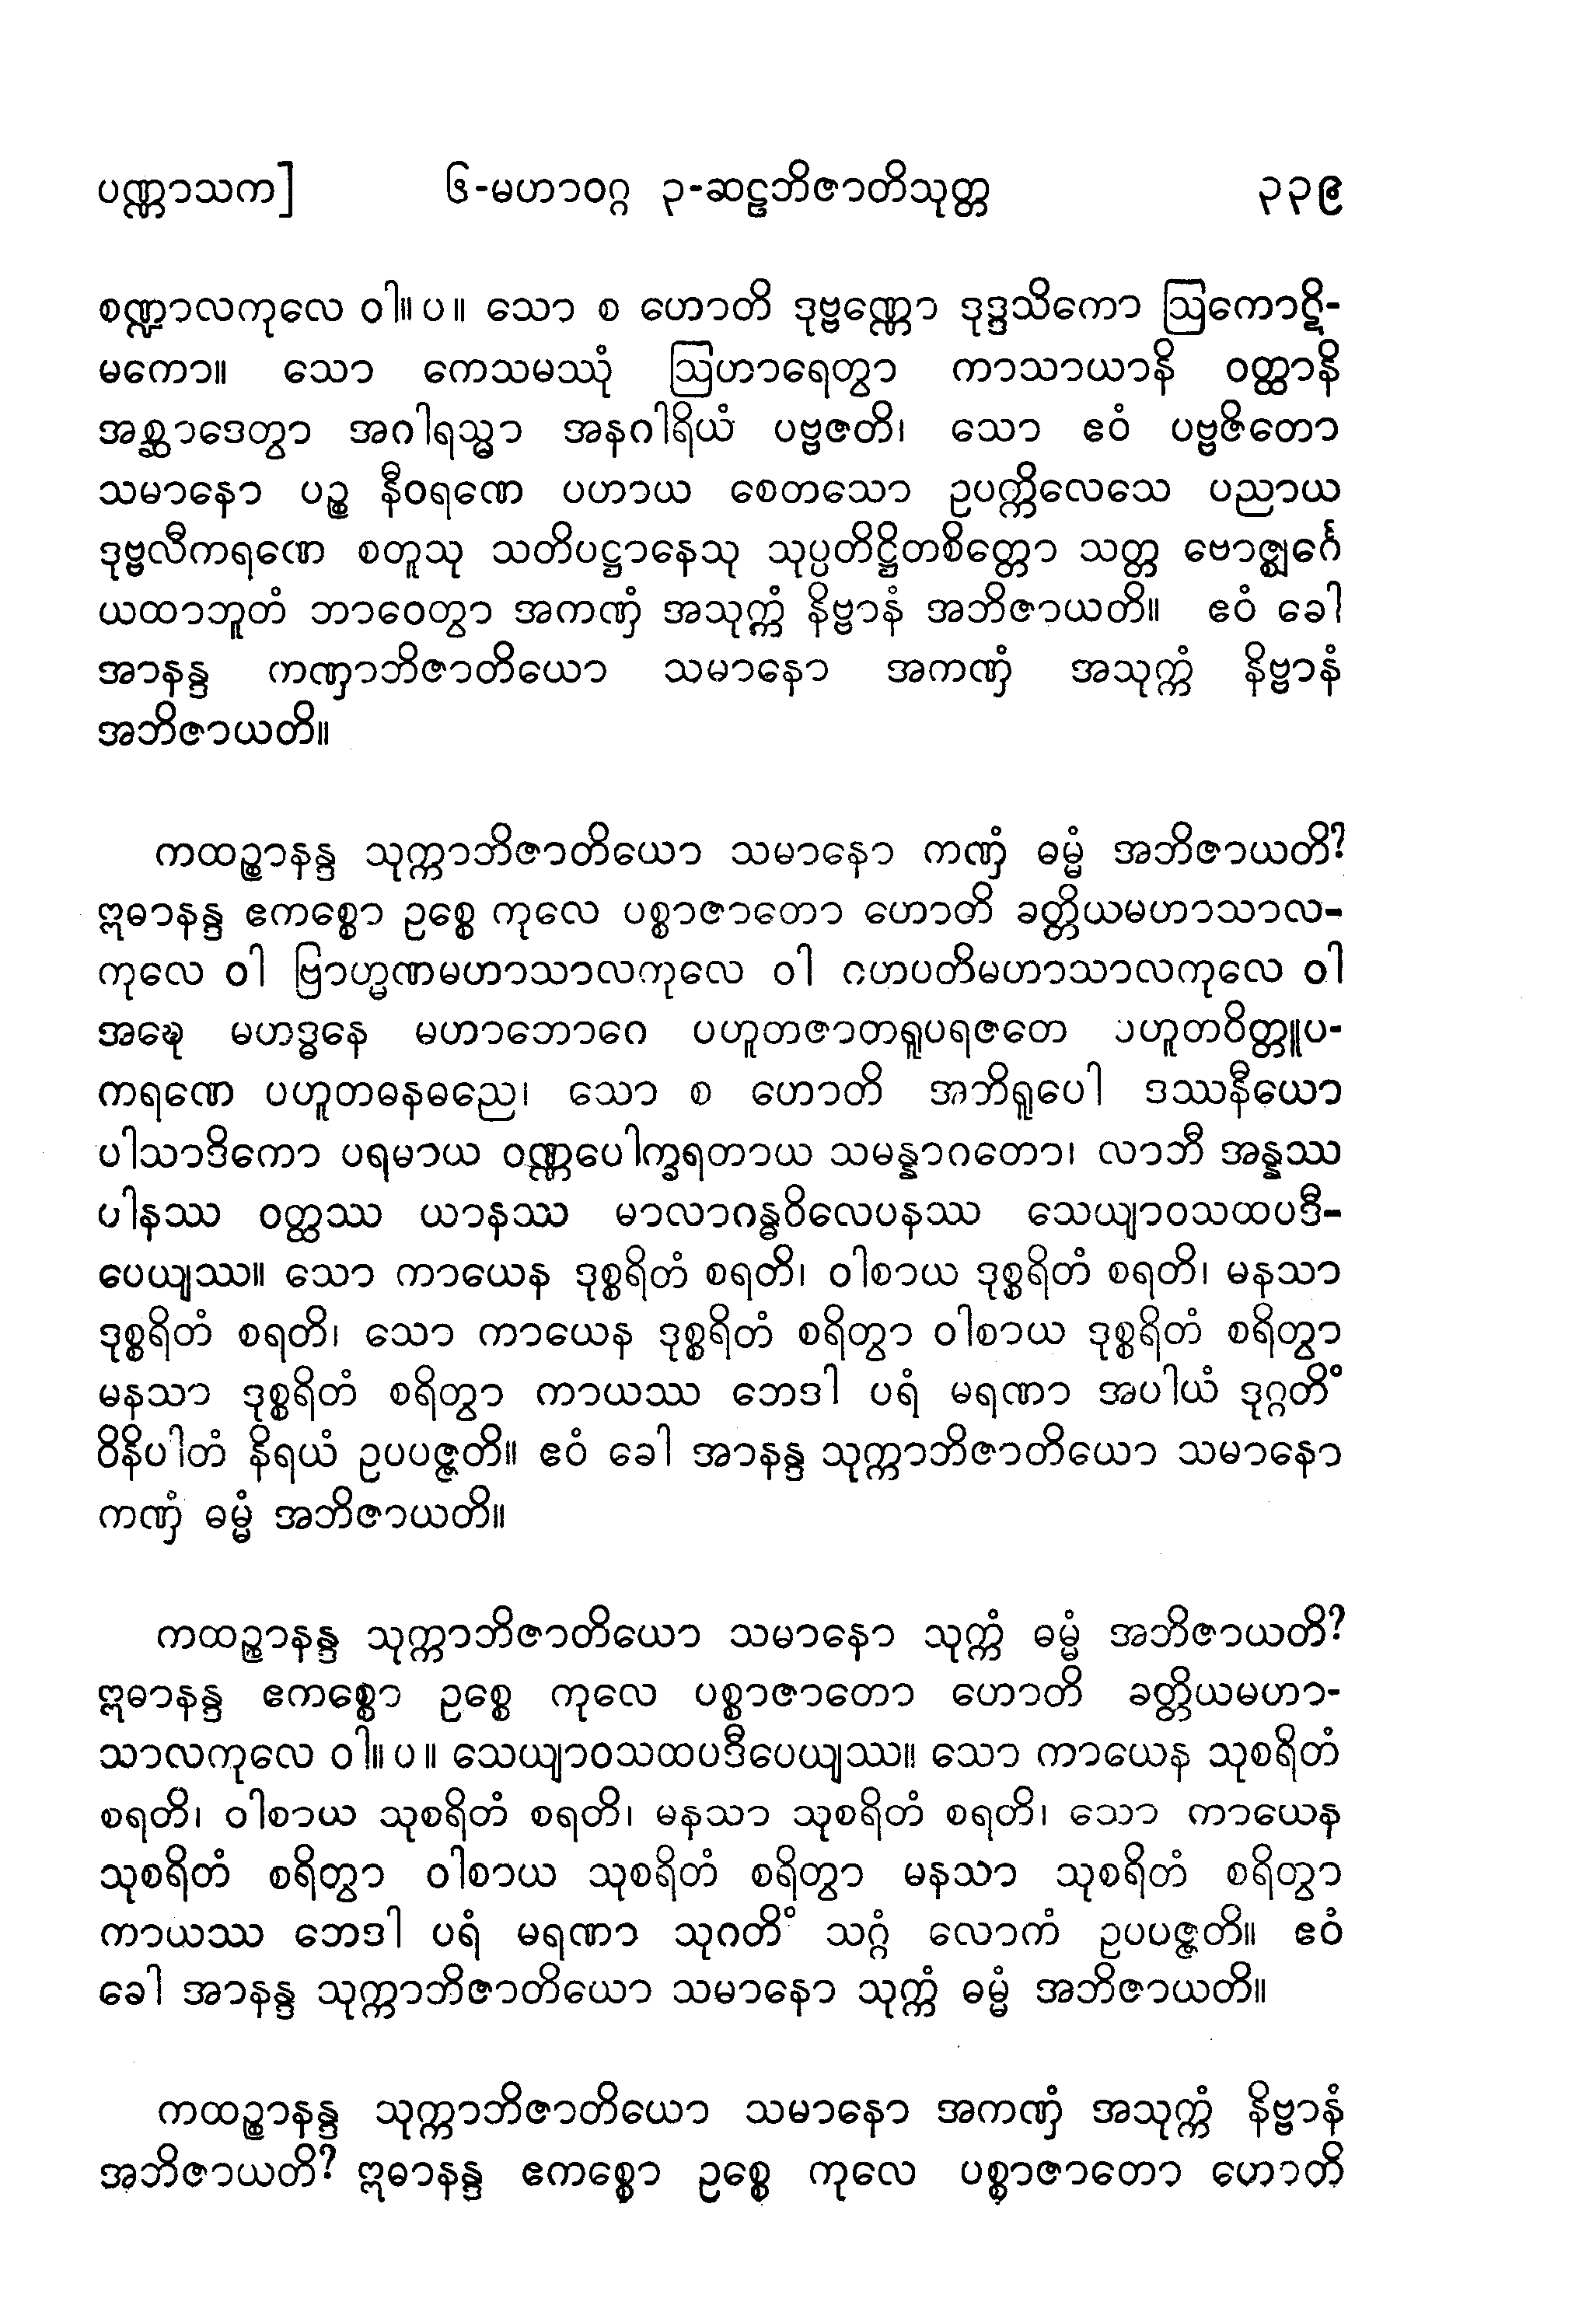 ပဏ္ဏာသက] ၆-မဟာဝဂ္ဂ ၃-ဆဠဘိဇာတိသုတ္တ ၃၃၉
စဏ္ဍာလကုလေ ဝါ။ပ။ သော စ ဟောတိ ဒုဗ္ဗဏ္ဏော ဒုဒ္ဒသိကော ဩကောဋိ-
မကော။ သော ကေသမဿုံ ဩဟာရေတွာ ကာသာယာနိ ဝတ္ထာနိ
အစ္ဆာဒေတွာ အဂါရသ္မာ အနဂါရိယံ ပဗ္ဗဇတိ၊ သော ဧဝံ ပဗ္ဗဇိတော
သမာနော ပဉ္စ နီဝရဏေ ပဟာယ စေတသော ဥပက္ကိလေသေ ပညာယ
ဒုဗ္ဗလီကရဏေ စတူသု သတိပဋ္ဌာနေသု သုပ္ပတိဋ္ဌိတစိတ္တော သတ္တ ဗောဇ္ဈင်္ဂေ
ယထာဘူတံ ဘာဝေတွာ အကဏှံ အသုက္ကံ နိဗ္ဗာနံ အဘိဇာယတိ။ ဧဝံ ခေါ
အာနန္ဒ ကဏှာဘိဇာတိယော သမာနော အကဏှံ အသုက္ကံ နိဗ္ဗာနံ
အဘိဇာယတိ။
ကထဉ္စာနန္ဒ သုက္ကာဘိဇာတိယော သမာနော ကဏှံ ဓမ္မံ အဘိဇာယတိ?
ဣဓာနန္ဒ ဧကစ္စော ဥစ္စေ ကုလေ ပစ္စာဇာတော ဟောတိ ခတ္တိယမဟာသာလ-
ကုလေ ဝါ ဗြာဟ္မဏမဟာသာလကုလေ ဝါ ဂဟပတိမဟာသာလကုလေ ဝါ
အဍ္ဎေ မဟဒ္ဓနေ မဟာဘောဂေ ပဟူတဇာတရူပရဇတေ ပဟူတဝိတ္တူပ-
ကရဏေ ပဟူတဓနဓညေ၊ သော စ ဟောတိ အဘိရူပေါ ဒဿနီယော
ပါသာဒိကော ပရမာယ ဝဏ္ဏပေါက္ခရတာယ သမန္နာဂတော၊ လာဘီ အန္နဿ
ပါနဿ ဝတ္ထဿ ယာနဿ မာလာဂန္ဓဝိလေပနဿ သေယျာဝသထပဒီ-
ပေယျဿ။ သော ကာယေန ဒုစ္စရိတံ စရတိ၊ ဝါစာယ ဒုစ္စရိတံ စရတိ၊ မနသာ
ဒုစ္စရိတံ စရတိ၊ သော ကာယေန ဒုစ္စရိတံ စရိတွာ ဝါစာယ ဒုစ္စရိတံ စရိတွာ
မနသာ ဒုစ္စရိတံ စရိတွာ ကာယဿ ဘေဒါ ပရံ မရဏာ အပါယံ ဒုဂ္ဂတိံ
ဝိနိပါတံ နိရယံ ဥပပဇ္ဇတိ။ ဧဝံ ခေါ အာနန္ဒ သုက္ကာဘိဇာတိယော သမာနော
ကဏှံ ဓမ္မံ အဘိဇာယတိ။
ကထဉ္စာနန္ဒ သုက္ကာဘိဇာတိယော သမာနော သုက္ကံ ဓမ္မံ အဘိဇာယတိ?
ဣဓာနန္ဒ ဧကစ္စော ဥစ္စေ ကုလေ ပစ္စာဇာတော ဟောတိ ခတ္တိယမဟာ-
သာလကုလေ ဝါ။ပ။ သေယျာဝသထပဒီပေယျဿ။ သော ကာယေန သုစရိတံ
စရတိ၊ ဝါစာယ သုစရိတံ စရတိ၊ မနသာ သုစရိတံ စရတိ၊ သော ကာယေန
သုစရိတံ စရိတွာ ဝါစာယ သုစရိတံ စရိတွာ မနသာ သုစရိတံ စရိတွာ
ကာယဿ ဘေဒါ ပရံ မရဏာ သုဂတိံ သဂ္ဂံ လောကံ ဥပပဇ္ဇတိ။ ဧဝံ
ခေါ အာနန္ဒ သုက္ကာဘိဇာတိယော သမာနော သုက္ကံ ဓမ္မံ အဘိဇာယတိ။
ကထဉ္စာနန္ဒ သုက္ကာဘိဇာတိယော သမာနော အကဏှံ အသုက္ကံ နိဗ္ဗာနံ
အဘိဇာယတိ? ဣဓာနန္ဒ ဧကစ္စော ဥစ္စေ ကုလေ ပစ္စာဇာတော ဟောတိ